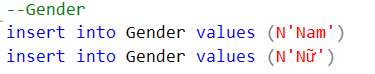 --Gender
insert into Gender values (N'Nam')
insert into Gender values (N'Nữ')